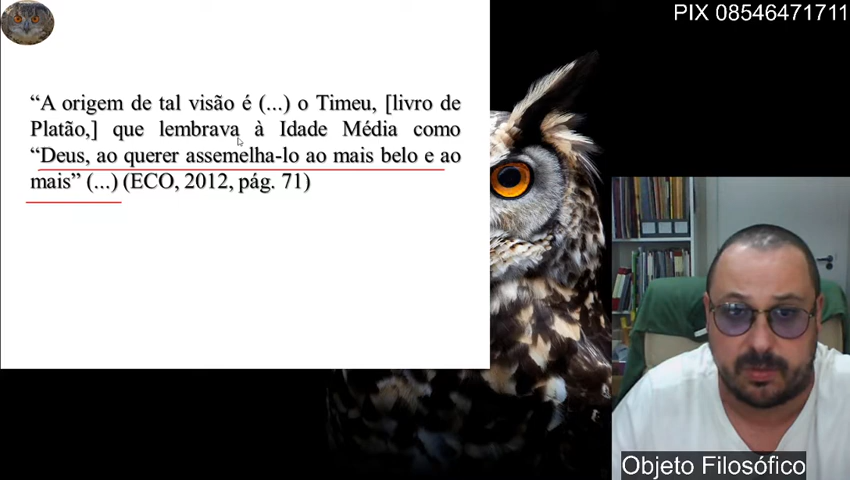 PIX 08546471711
“A origem de tal visão é (...) o Timeu, [livro de
Platão,] que lembrava à Idade Média como
“Deus, ao querer assemelha-lo ao mais belo e ao
mais” (...) (ECO, 2012, pág. 71)
Objeto Filosófico